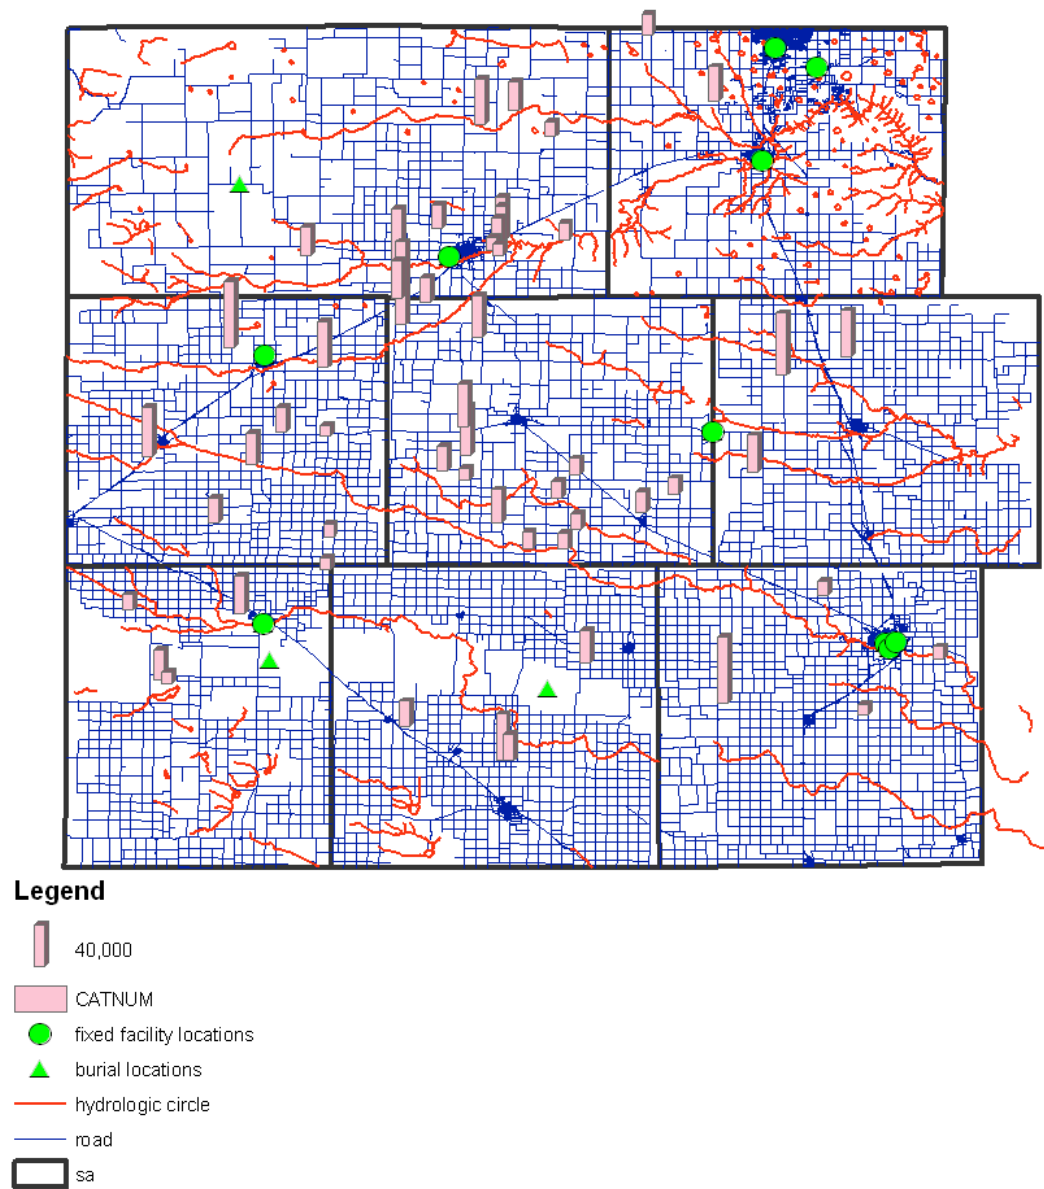 Legend
40,000
CATNUM
fixed facility locations
burial locations
hydrologic circle
road
sa